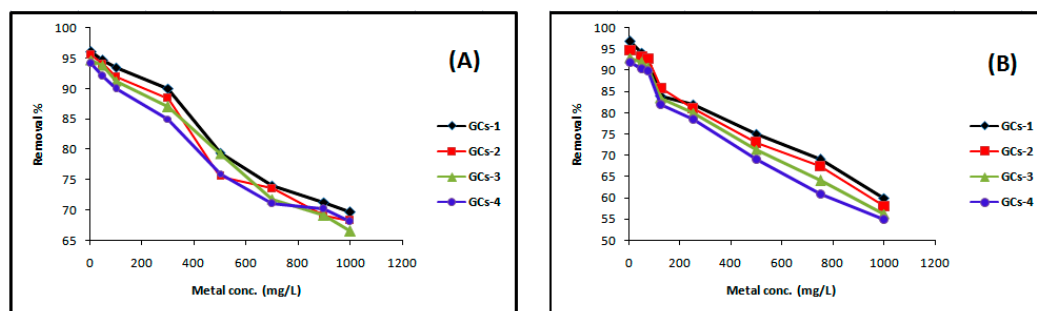 (A)
Removal %
100
95
90
85
80
75
70
65
0 200 400 600 800 1000 1200
Metal conc. (mg/L)
GCs-1
GCs-2
GCs-3
GCs-4
(B)
Removal %
100
95
90
85
80
75
70
65
60
55
50
0 200 400 600 800 1000 1200
Metal conc. (mg/L)
GCs-1
GCs-2
GCs-3
GCs-4